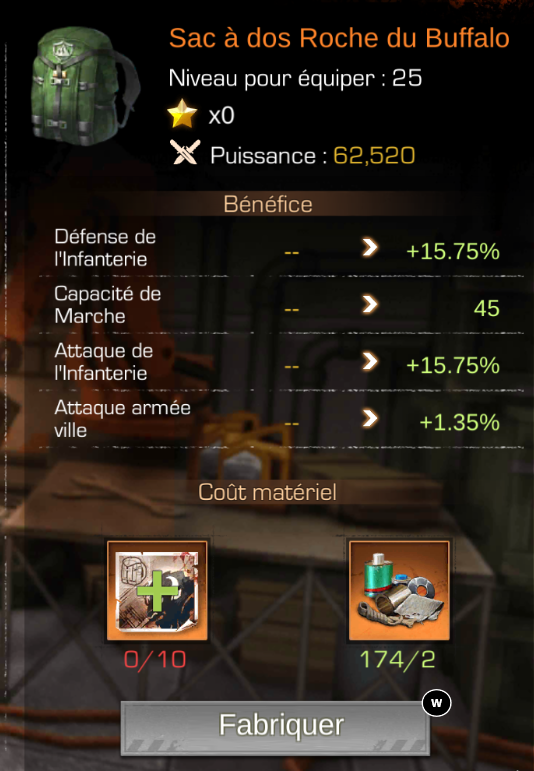 Sac à dos Roche du Buffalo
Niveau pour équiper : 25
x0
Puissance : 62,520
Bénéfice
Défense de
l'Infanterie
-- +15.75%
Capacité de
Marche
-- 45
Attaque de
l'Infanterie
-- +15.75%
Attaque armée
ville
-- +1.35%
Coût matériel
0/10
174/2
W
Fabriquer